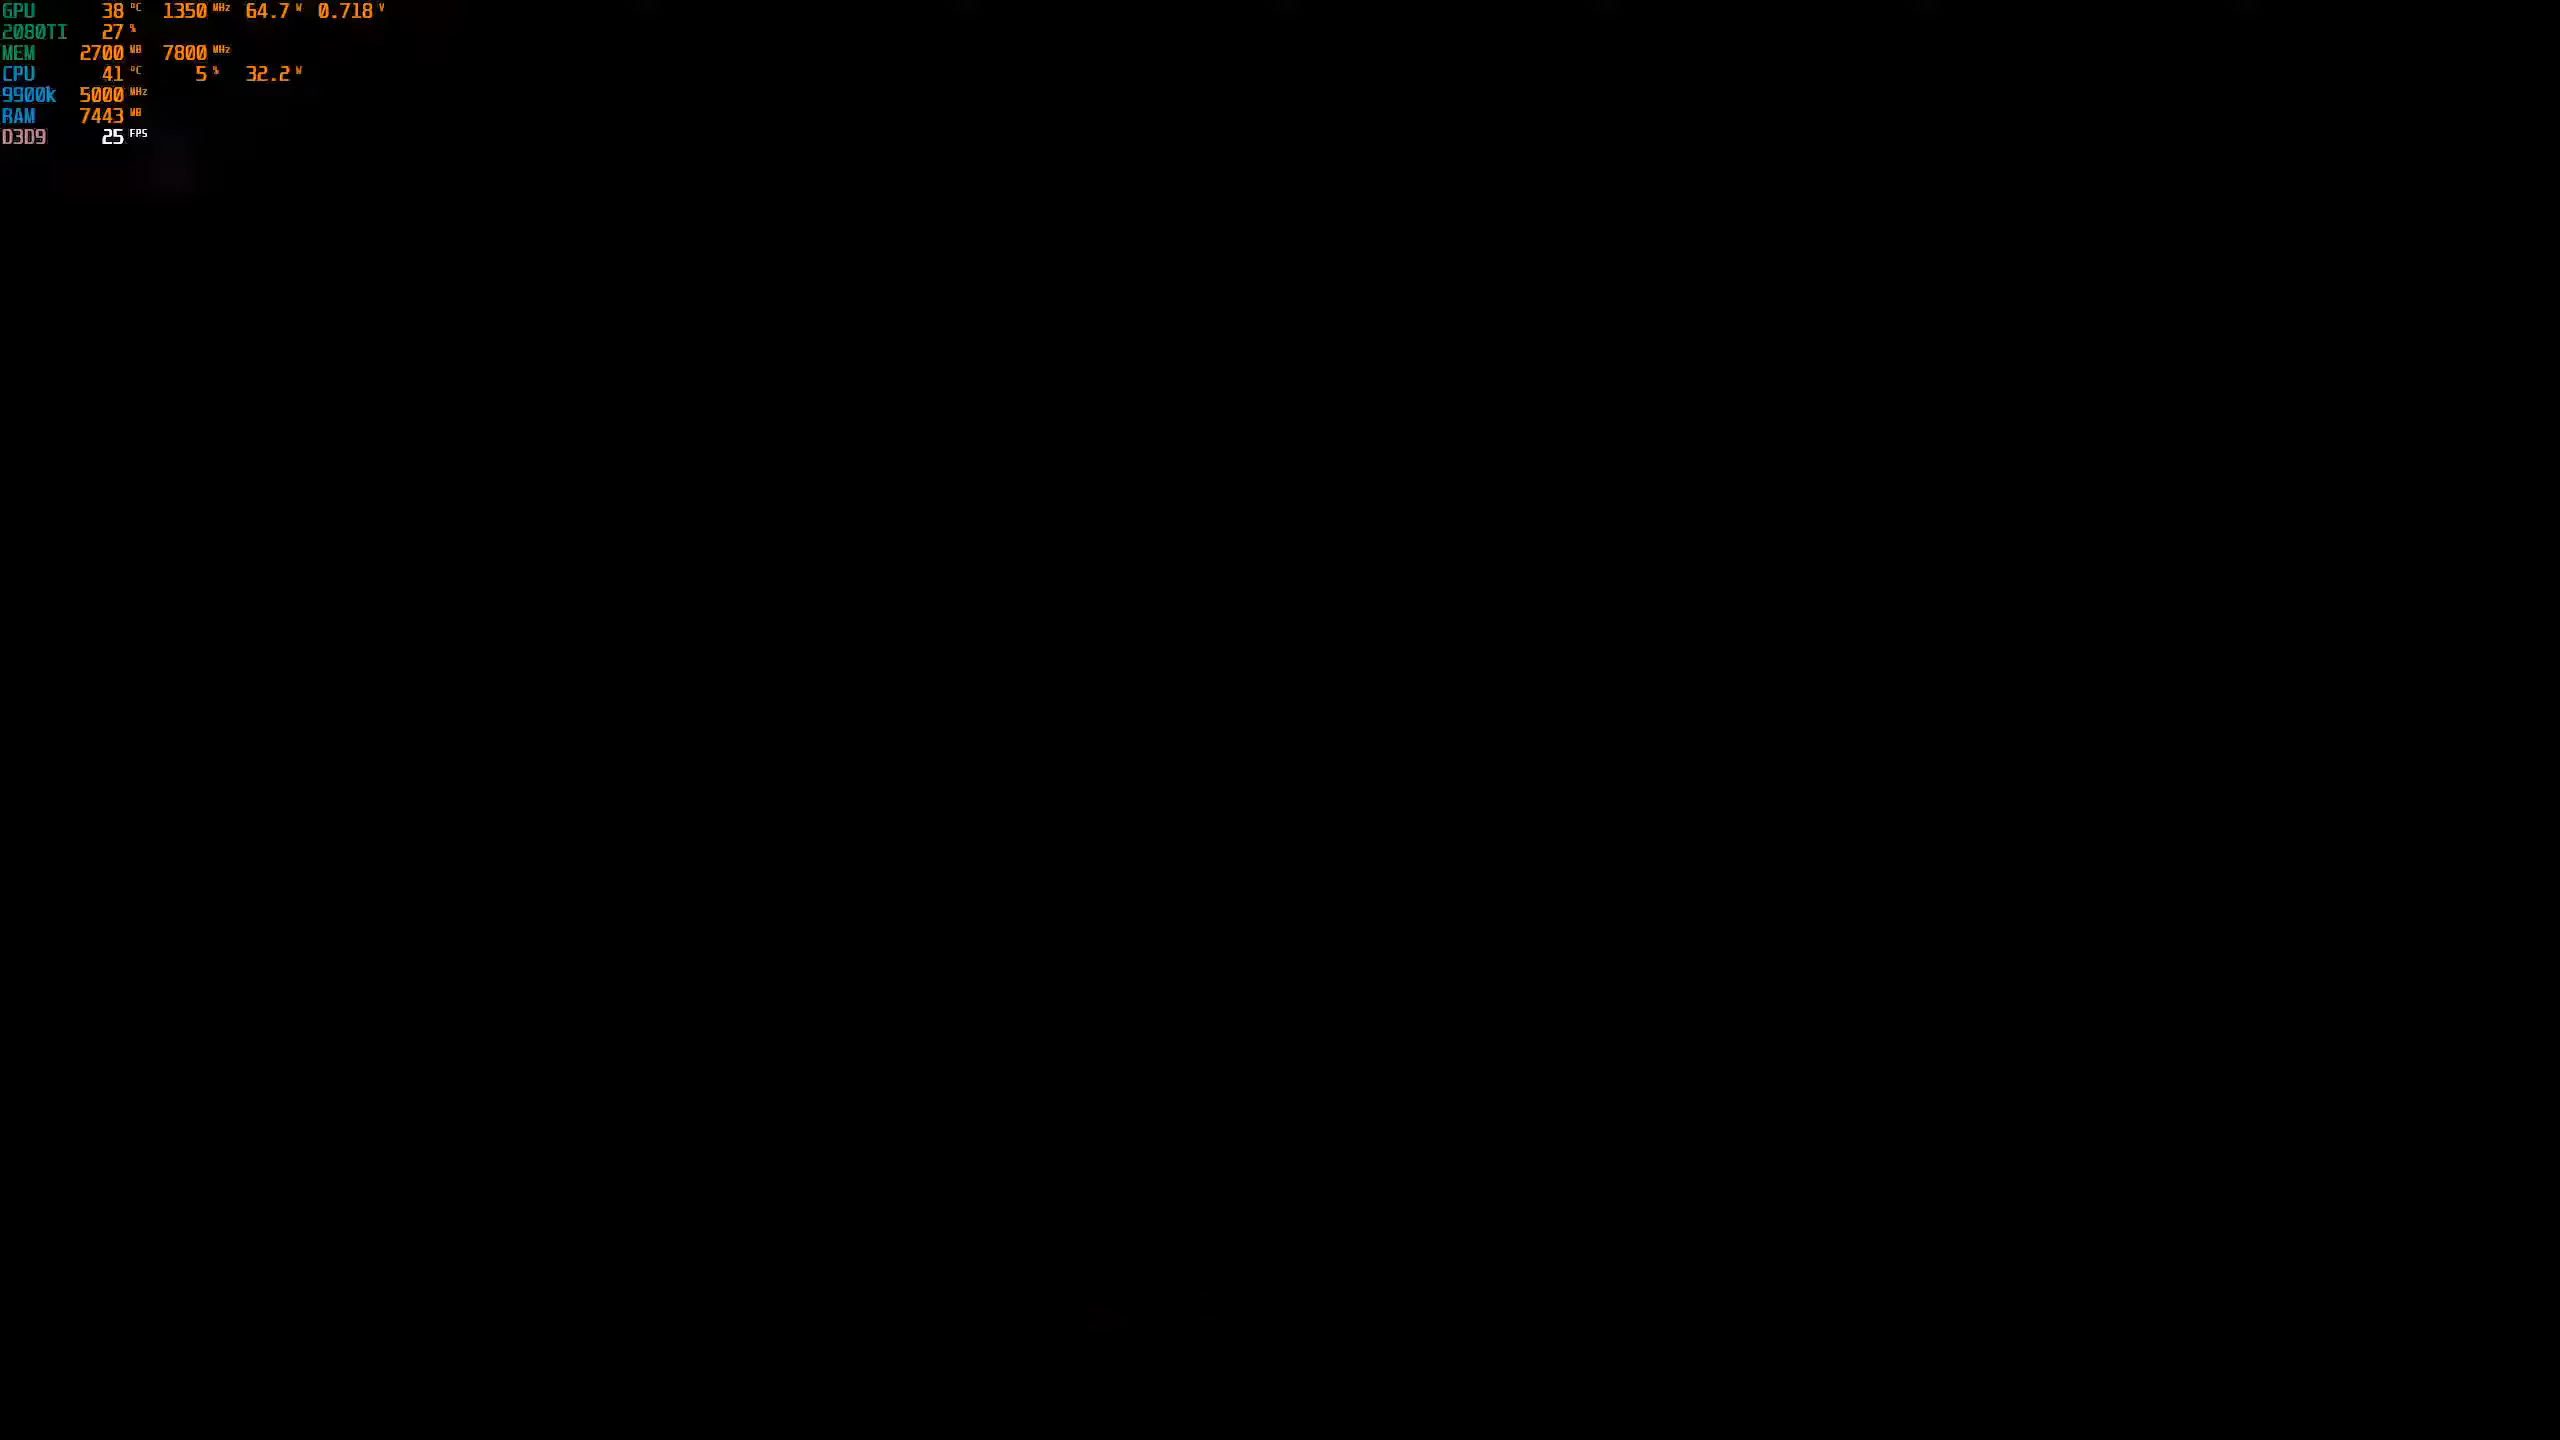 GPU 38 °C 1350 MHz 64.7 W 0.718 V
2080TI 27 %
MEM 2700 MB 7800 MHz
CPU 41 °C 5 % 32.2 W
9900k 5000 MHz
RAM 7443 MB
D3D9 25 FPS